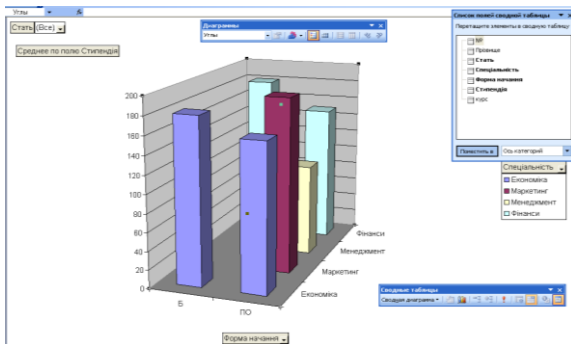 Углы
Стать (Все)
Среднее по полю Стипендія
Диаграммы
Углы
Список полей сводной таблицы
Перетащите элементы в сводную таблицу
№
Прізвище
Стать
Спеціальність
Форма начання
Стипендія
курс
Поместить в
Ось категорий
Спеціальність
Економіка
Маркетинг
Менеджмент
Фінанси
200
180
160
140
120
100
80
60
40
20
0
Б
ПО
Економіка
Маркетинг
Менеджмент
Фінанси
Сводные таблицы
Сводная диаграмма
Форма начання